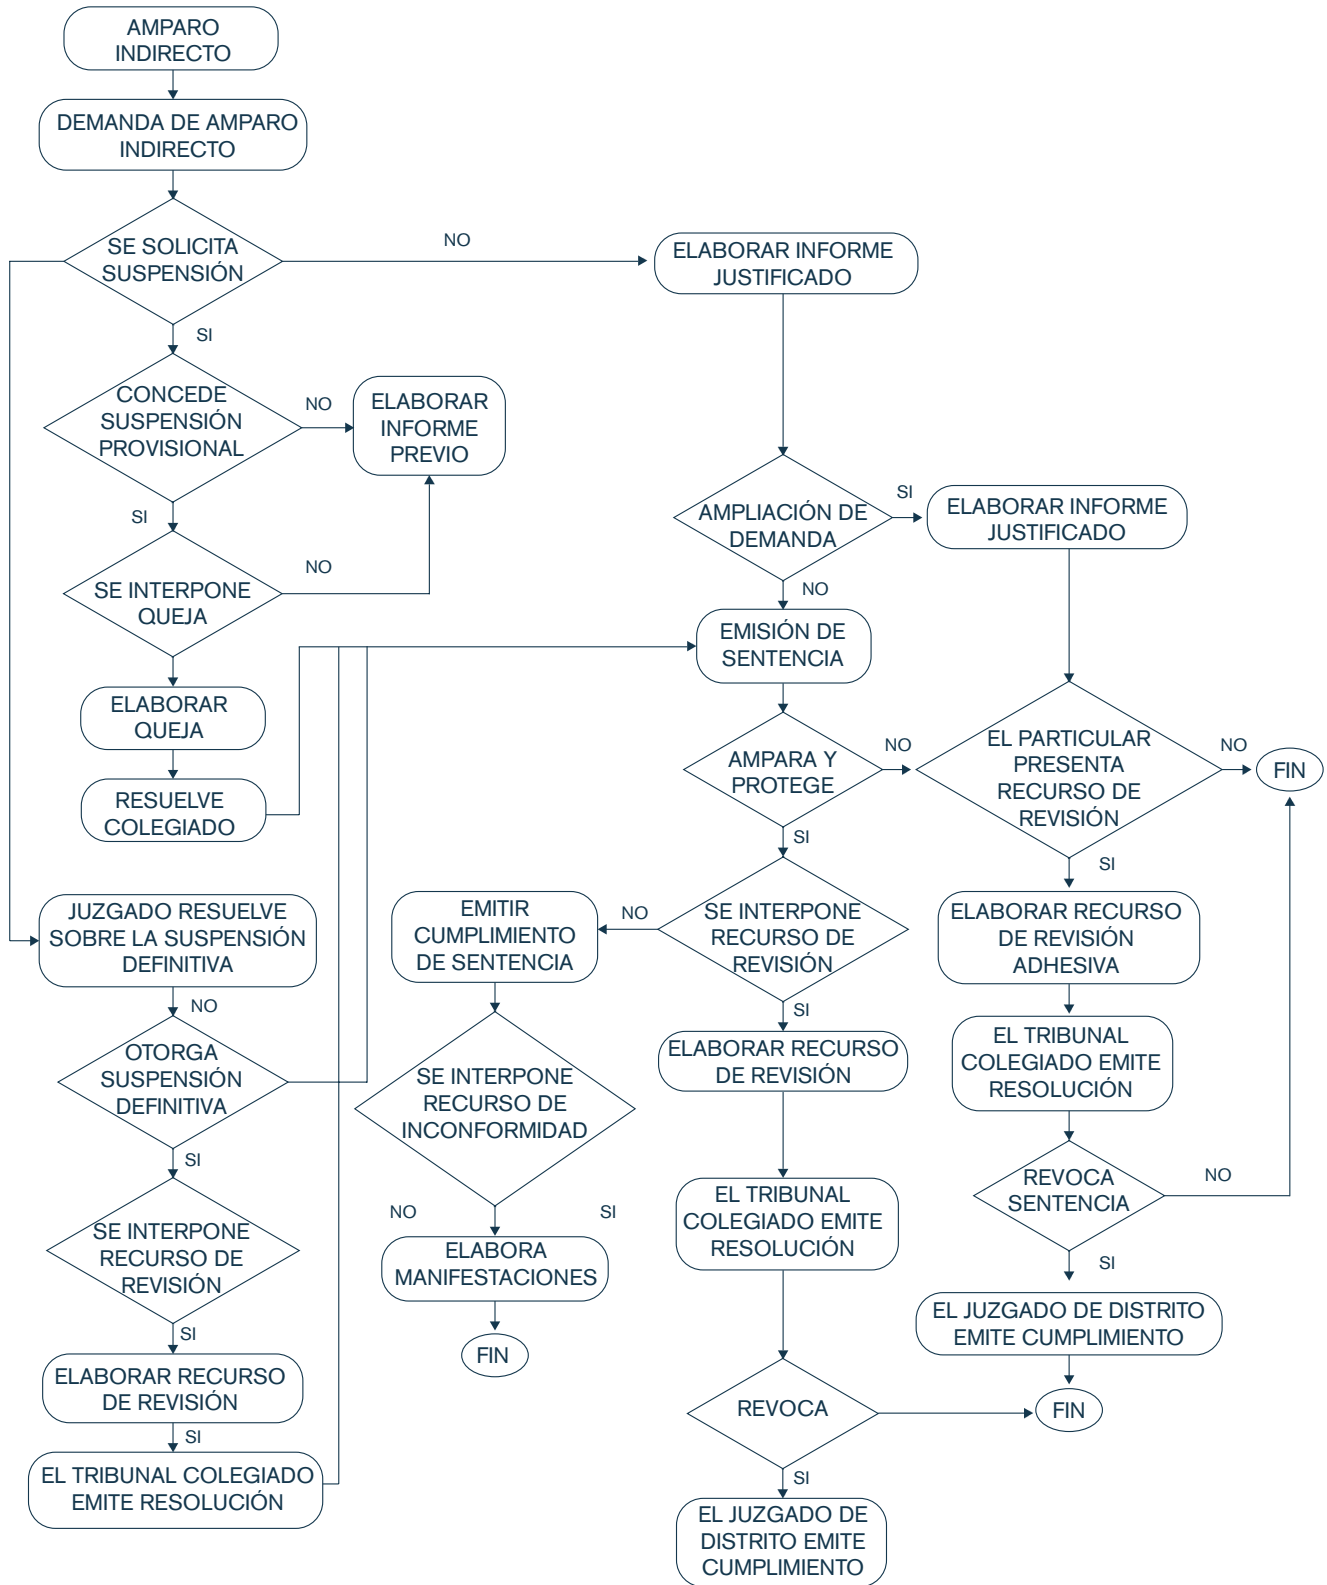 AMPARO
INDIRECTO
DEMANDA DE AMPARO
INDIRECTO
SE SOLICITA
SUSPENSIÓN
NO
ELABORAR INFORME
JUSTIFICADO
SI
CONCEDE
SUSPENSIÓN
PROVISIONAL
NO
ELABORAR
INFORME
PREVIO
SI
SE INTERPONE
QUEJA
NO
ELABORAR
QUEJA
RESUELVE
COLEGIADO
AMPLIACIÓN DE
DEMANDA
SI
ELABORAR INFORME
JUSTIFICADO
NO
EMISIÓN DE
SENTENCIA
AMPARA Y
PROTEGE
NO
EL PARTICULAR
PRESENTA
RECURSO DE
REVISIÓN
NO
FIN
SI
SI
JUZGADO RESUELVE
SOBRE LA SUSPENSIÓN
DEFINITIVA
EMITIR
CUMPLIMIENTO
DE SENTENCIA
NO
SE INTERPONE
RECURSO DE
REVISIÓN
ELABORAR RECURSO
DE REVISIÓN
ADHESIVA
NO
SI
OTORGA
SUSPENSIÓN
DEFINITIVA
SE INTERPONE
RECURSO DE
INCONFORMIDAD
ELABORAR RECURSO
DE REVISIÓN
EL TRIBUNAL
COLEGIADO EMITE
RESOLUCIÓN
SI
SE INTERPONE
RECURSO DE
REVISIÓN
NO
SI
ELABORA
MANIFESTACIONES
FIN
EL TRIBUNAL
COLEGIADO EMITE
RESOLUCIÓN
REVOCA
SENTENCIA
NO
SI
EL JUZGADO DE DISTRITO
EMITE CUMPLIMIENTO
SI
ELABORAR RECURSO
DE REVISIÓN
SI
EL TRIBUNAL COLEGIADO
EMITE RESOLUCIÓN
REVOCA
FIN
SI
EL JUZGADO DE
DISTRITO EMITE
CUMPLIMIENTO